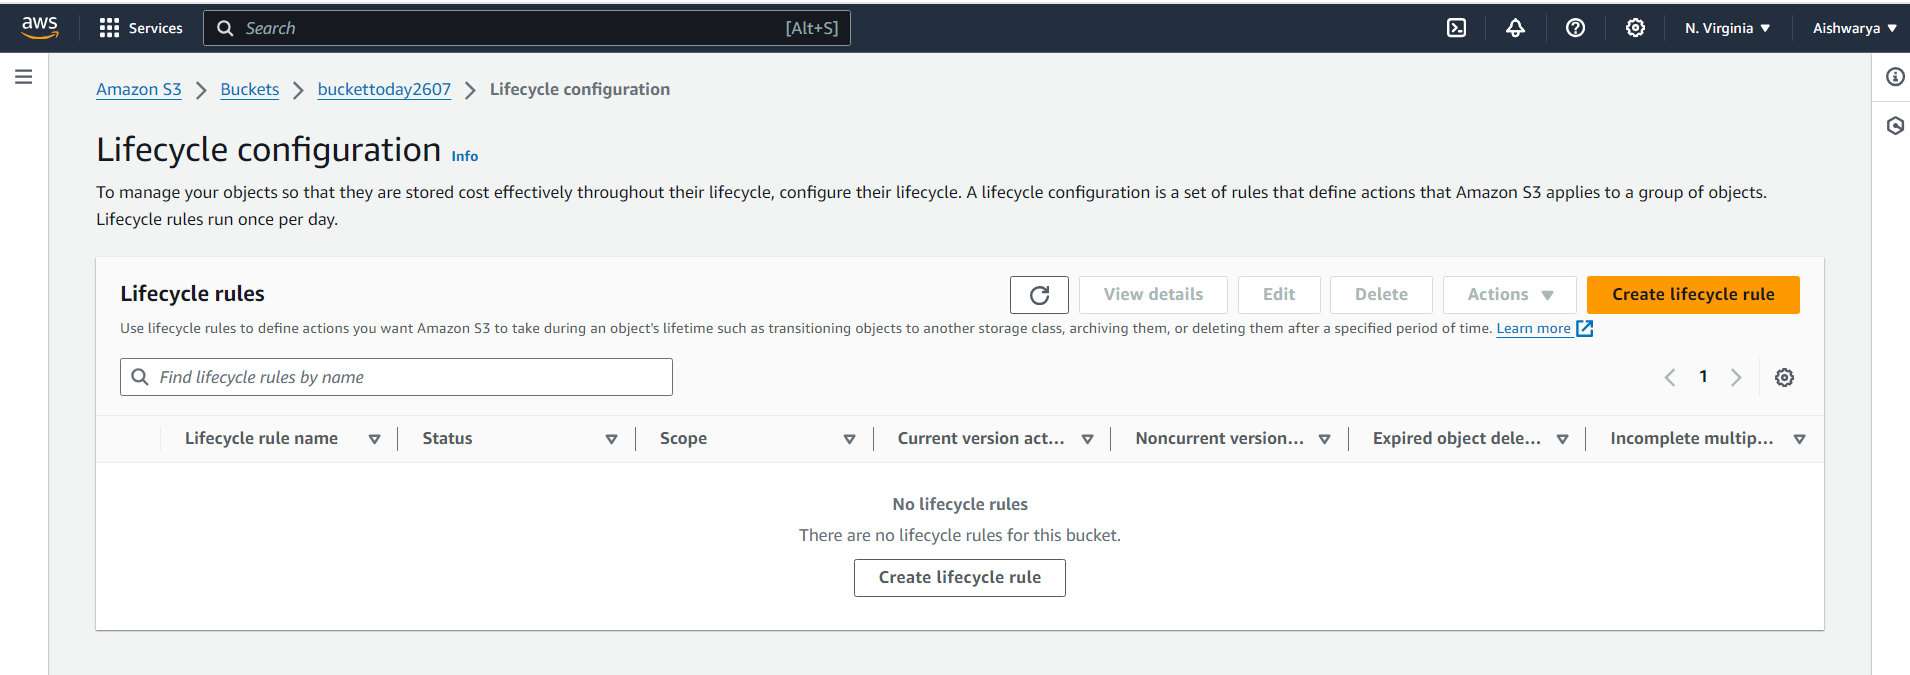 aws Services Search [Alt+S] N. Virginia Aishwarya
Amazon S3 Buckets buckettoday2607 Lifecycle configuration
Lifecycle configuration Info
To manage your objects so that they are stored cost effectively throughout their lifecycle, configure their lifecycle. A lifecycle configuration is a set of rules that define actions that Amazon S3 applies to a group of objects.
Lifecycle rules run once per day.
Lifecycle rules View details Edit Delete Actions Create lifecycle rule
Use lifecycle rules to define actions you want Amazon S3 to take during an object's lifetime such as transitioning objects to another storage class, archiving them, or deleting them after a specified period of time. Learn more
Find lifecycle rules by name 1
Lifecycle rule name Status Scope Current version act... Noncurrent version... Expired object dele... Incomplete multip...
No lifecycle rules
There are no lifecycle rules for this bucket.
Create lifecycle rule